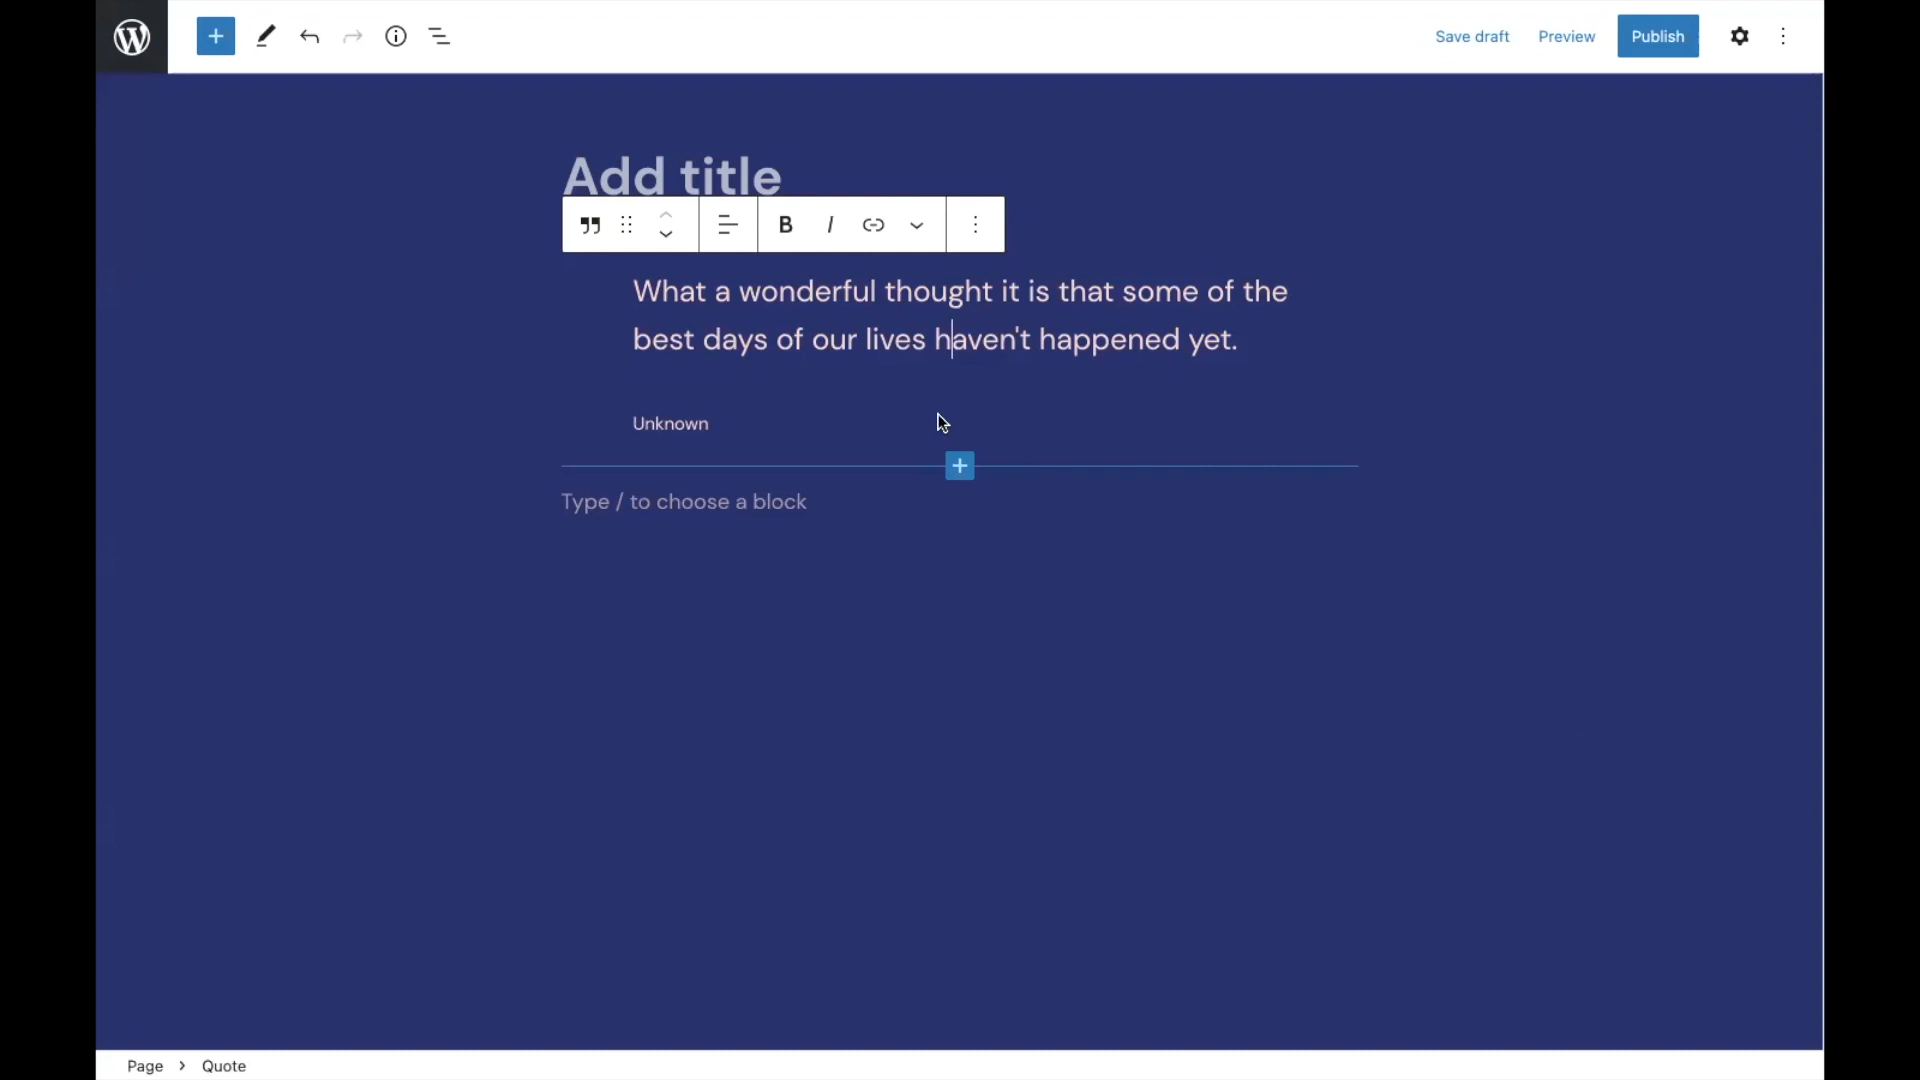 Save draft Preview Publish
Add title
B I
What a wonderful thought it is that some of the
best days of our lives haven't happened yet.
Unknown
Type / to choose a block
Page > Quote